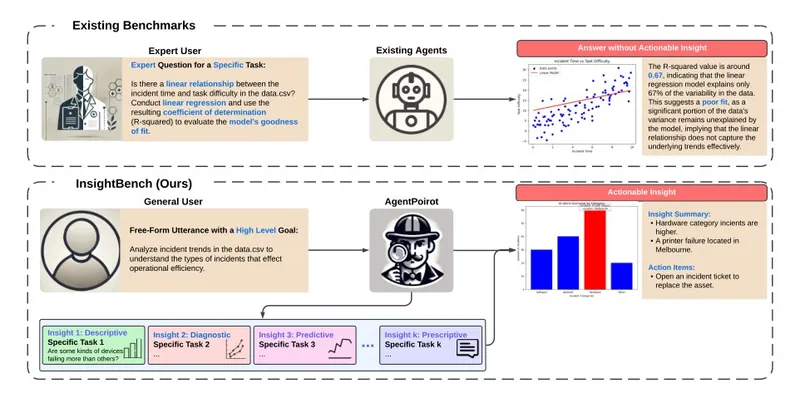 Existing Benchmarks
Expert User
Existing Agents
Answer without Actionable Insight
Expert Question for a Specific Task:
Is there a linear relationship between the
incident time and task difficulty in the data.csv?
Conduct linear regression and use the
resulting coefficient of determination
(R-squared) to evaluate the model's goodness
of fit.
Incident Time vs Task Difficulty
Data points
Linear Model
Incident Time
The R-squared value is around
0.67, indicating that the linear
regression model explains only
67% of the variability in the data.
This suggests a poor fit, as a
significant portion of the data's
variance remains unexplained by
the model, implying that the linear
relationship does not capture the
underlying trends effectively.
InsightBench (Ours)
General User
AgentPoirot
Actionable Insight
Free-Form Utterance with a High Level Goal:
Analyze incident trends in the data.csv to
understand the types of incidents that effect
operational efficiency.
Insight Summary:
• Hardware category incients are
higher.
• A printer failure located in
Melbourne.
Action Items:
• Open an incident ticket to
replace the asset.
Insight 1: Descriptive
Specific Task 1
Are some kinds of devices
failing more than others?
Insight 2: Diagnostic
Specific Task 2
...
Insight 3: Predictive
Specific Task 3
...
Insight k: Prescriptive
Specific Task k
...